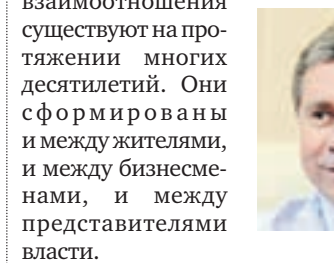 взаимоотношения
существуют на про-
тяжении многих
десятилетий. Они
сформированы
и между жителями,
и между бизнесме-
нами, и между
представителями
власти.